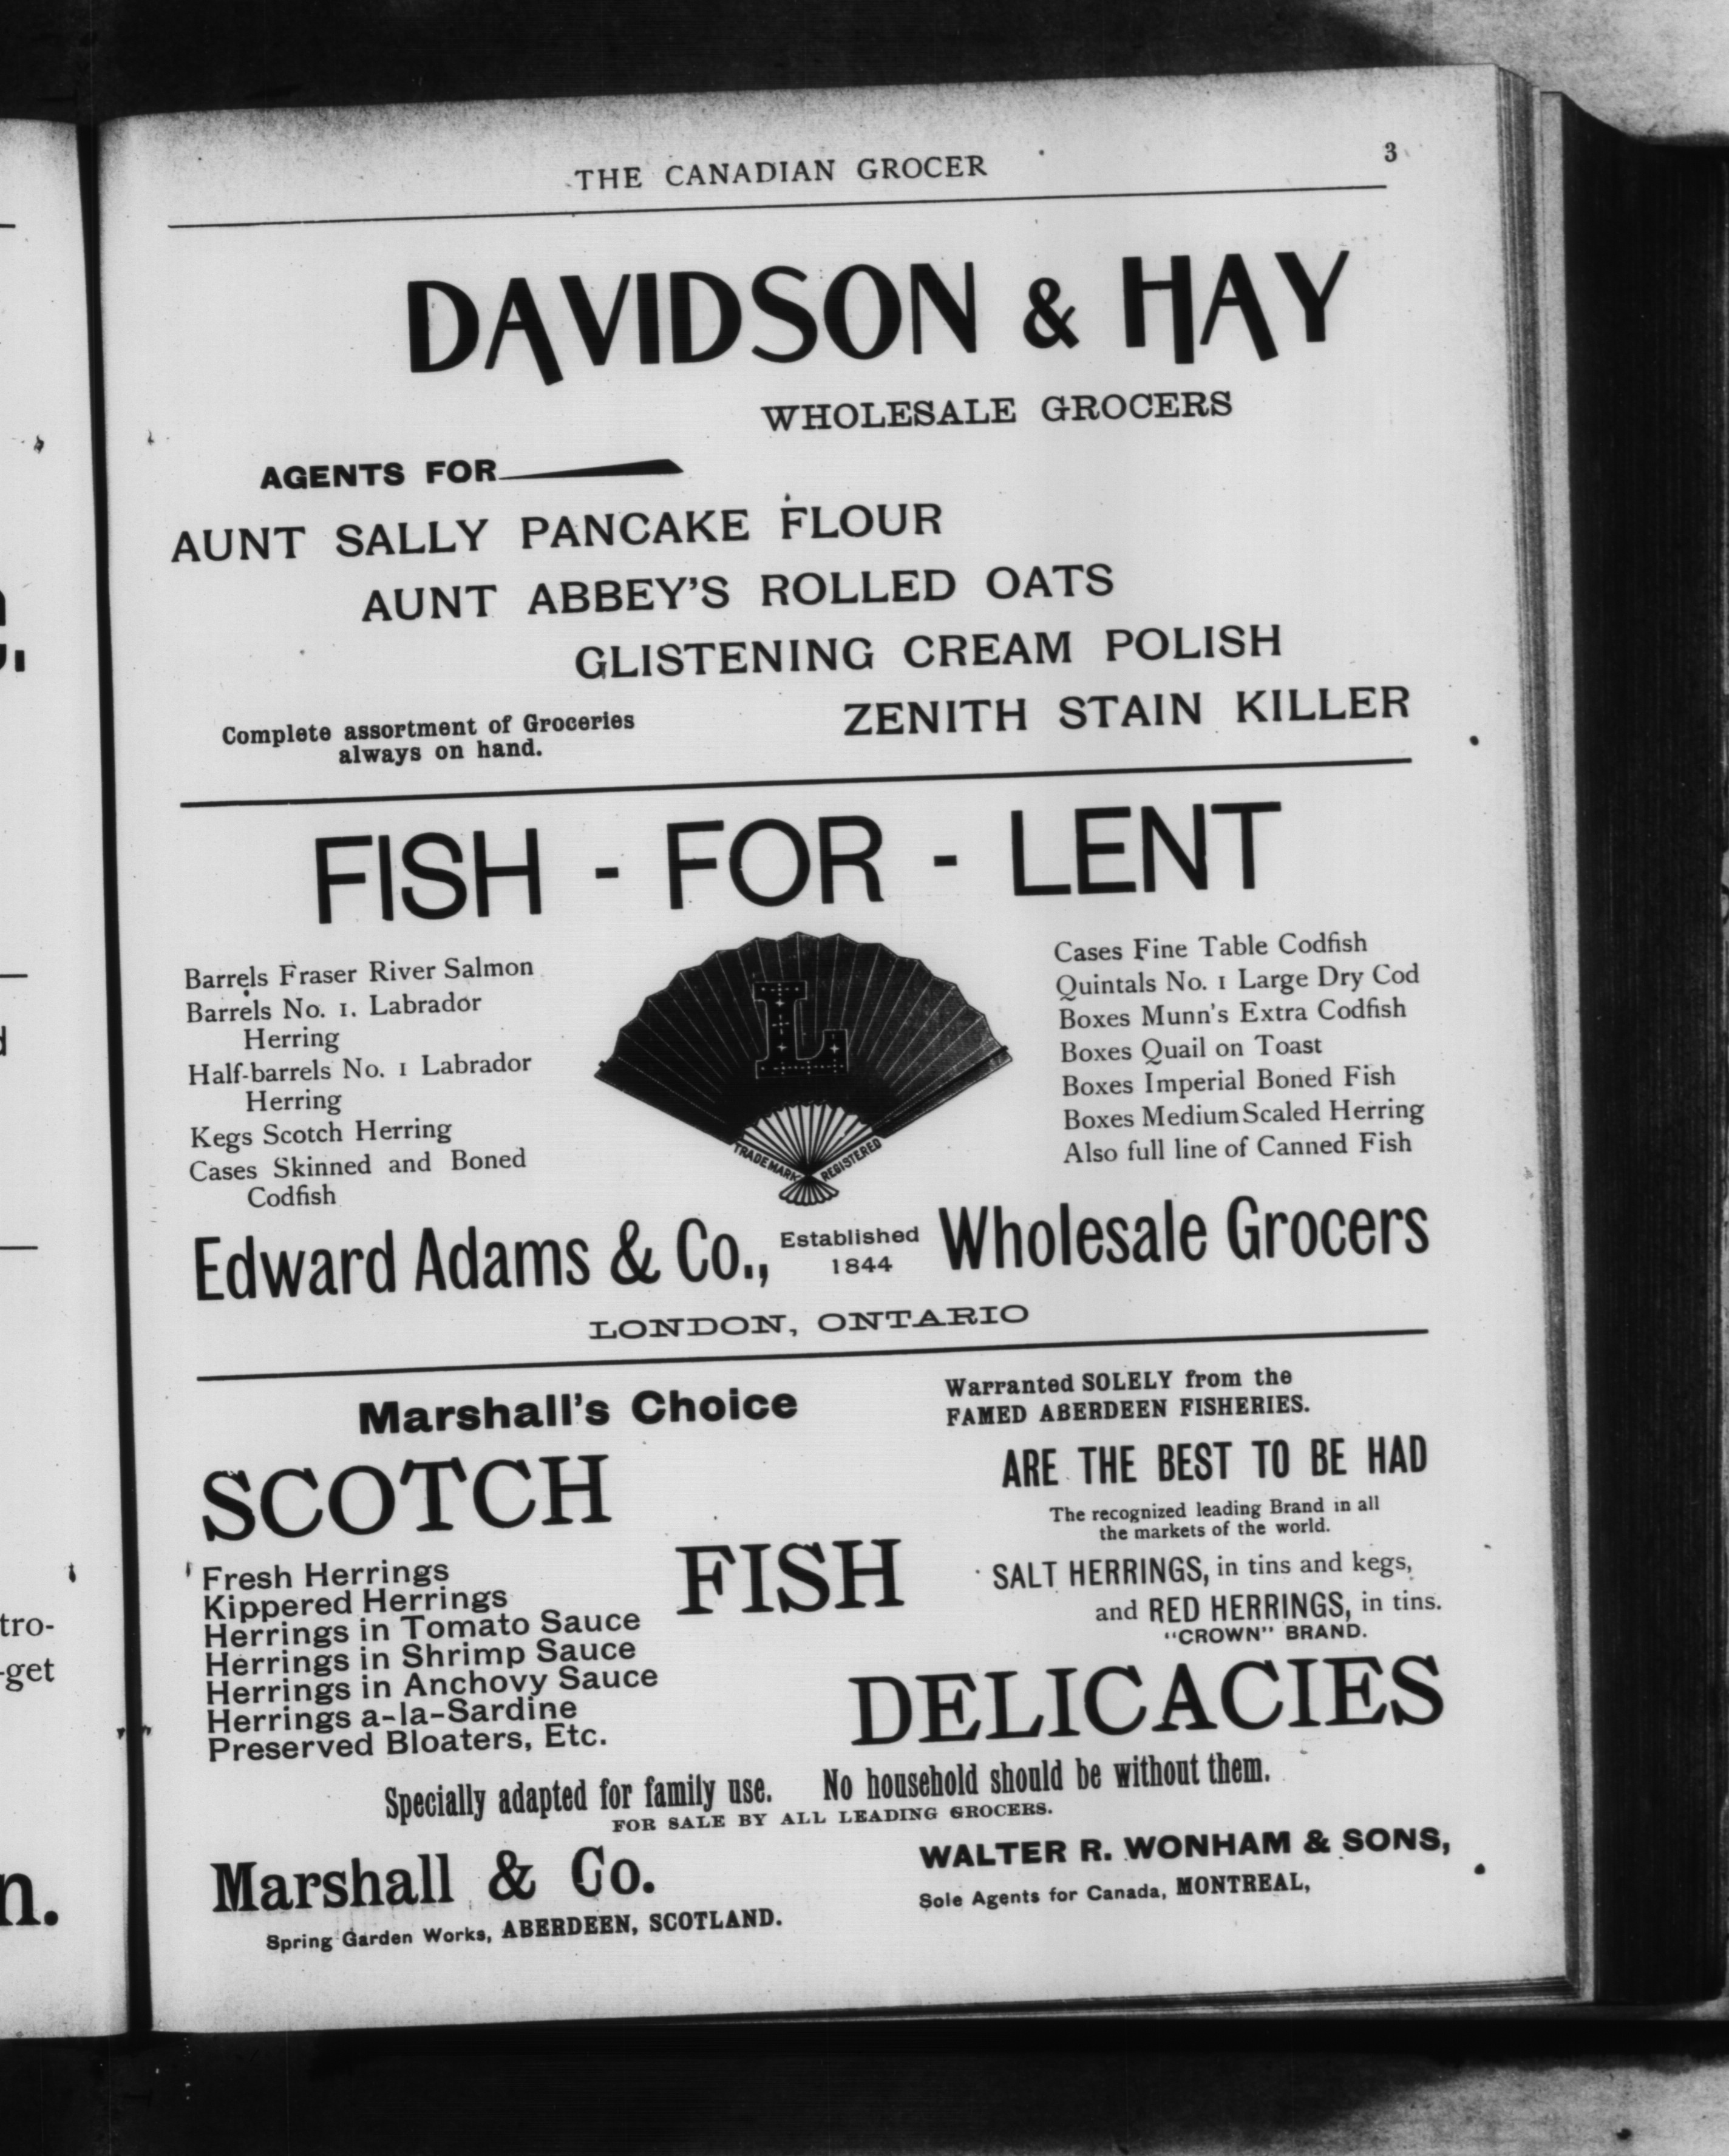 THE CANADIAN GROCER 3
DAVIDSON & HAY
WHOLESALE GROCERS
AGENTS FOR
AUNT SALLY PANCAKE FLOUR
AUNT ABBEY'S ROLLED OATS
GLISTENING CREAM POLISH
ZENITH STAIN KILLER
Complete assortment of Groceries
always on hand.
FISH - FOR - LENT
Barrels Fraser River Salmon
Barrels No. 1. Labrador
Herring
Half-barrels No. 1 Labrador
Herring
Kegs Scotch Herring
Cases Skinned and Boned
Codfish
L
TRADE MARK REGISTERED
Cases Fine Table Codfish
Quintals No. 1 Large Dry Cod
Boxes Munn's Extra Codfish
Boxes Quail on Toast
Boxes Imperial Boned Fish
Boxes Medium Scaled Herring
Also full line of Canned Fish
Edward Adams & Co., Established 1844 Wholesale Grocers
LONDON, ONTARIO
Marshall's Choice
SCOTCH
FISH
Fresh Herrings
Kippered Herrings
Herrings in Tomato Sauce
Herrings in Shrimp Sauce
Herrings in Anchovy Sauce
Herrings a-la-Sardine
Preserved Bloaters, Etc.
Warranted SOLELY from the
FAMED ABERDEEN FISHERIES.
ARE THE BEST TO BE HAD
The recognized leading Brand in all
the markets of the world.
SALT HERRINGS, in tins and kegs,
and RED HERRINGS, in tins.
"CROWN" BRAND.
DELICACIES
Specially adapted for family use. No household should be without them.
FOR SALE BY ALL LEADING GROCERS.
Marshall & Co.
Spring Garden Works, ABERDEEN, SCOTLAND.
WALTER R. WONHAM & SONS,
Sole Agents for Canada, MONTREAL,
tro-
-get
n.